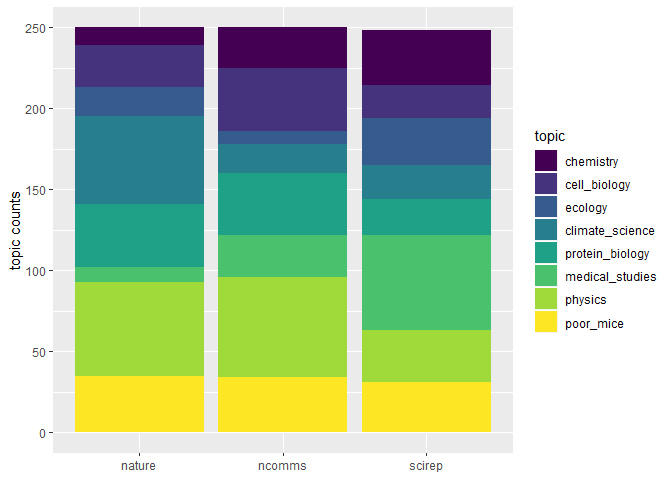 topic counts
250
200
150
100
50
0
nature
ncomms
scirep
topic
chemistry
cell_biology
ecology
climate_science
protein_biology
medical_studies
physics
poor_mice